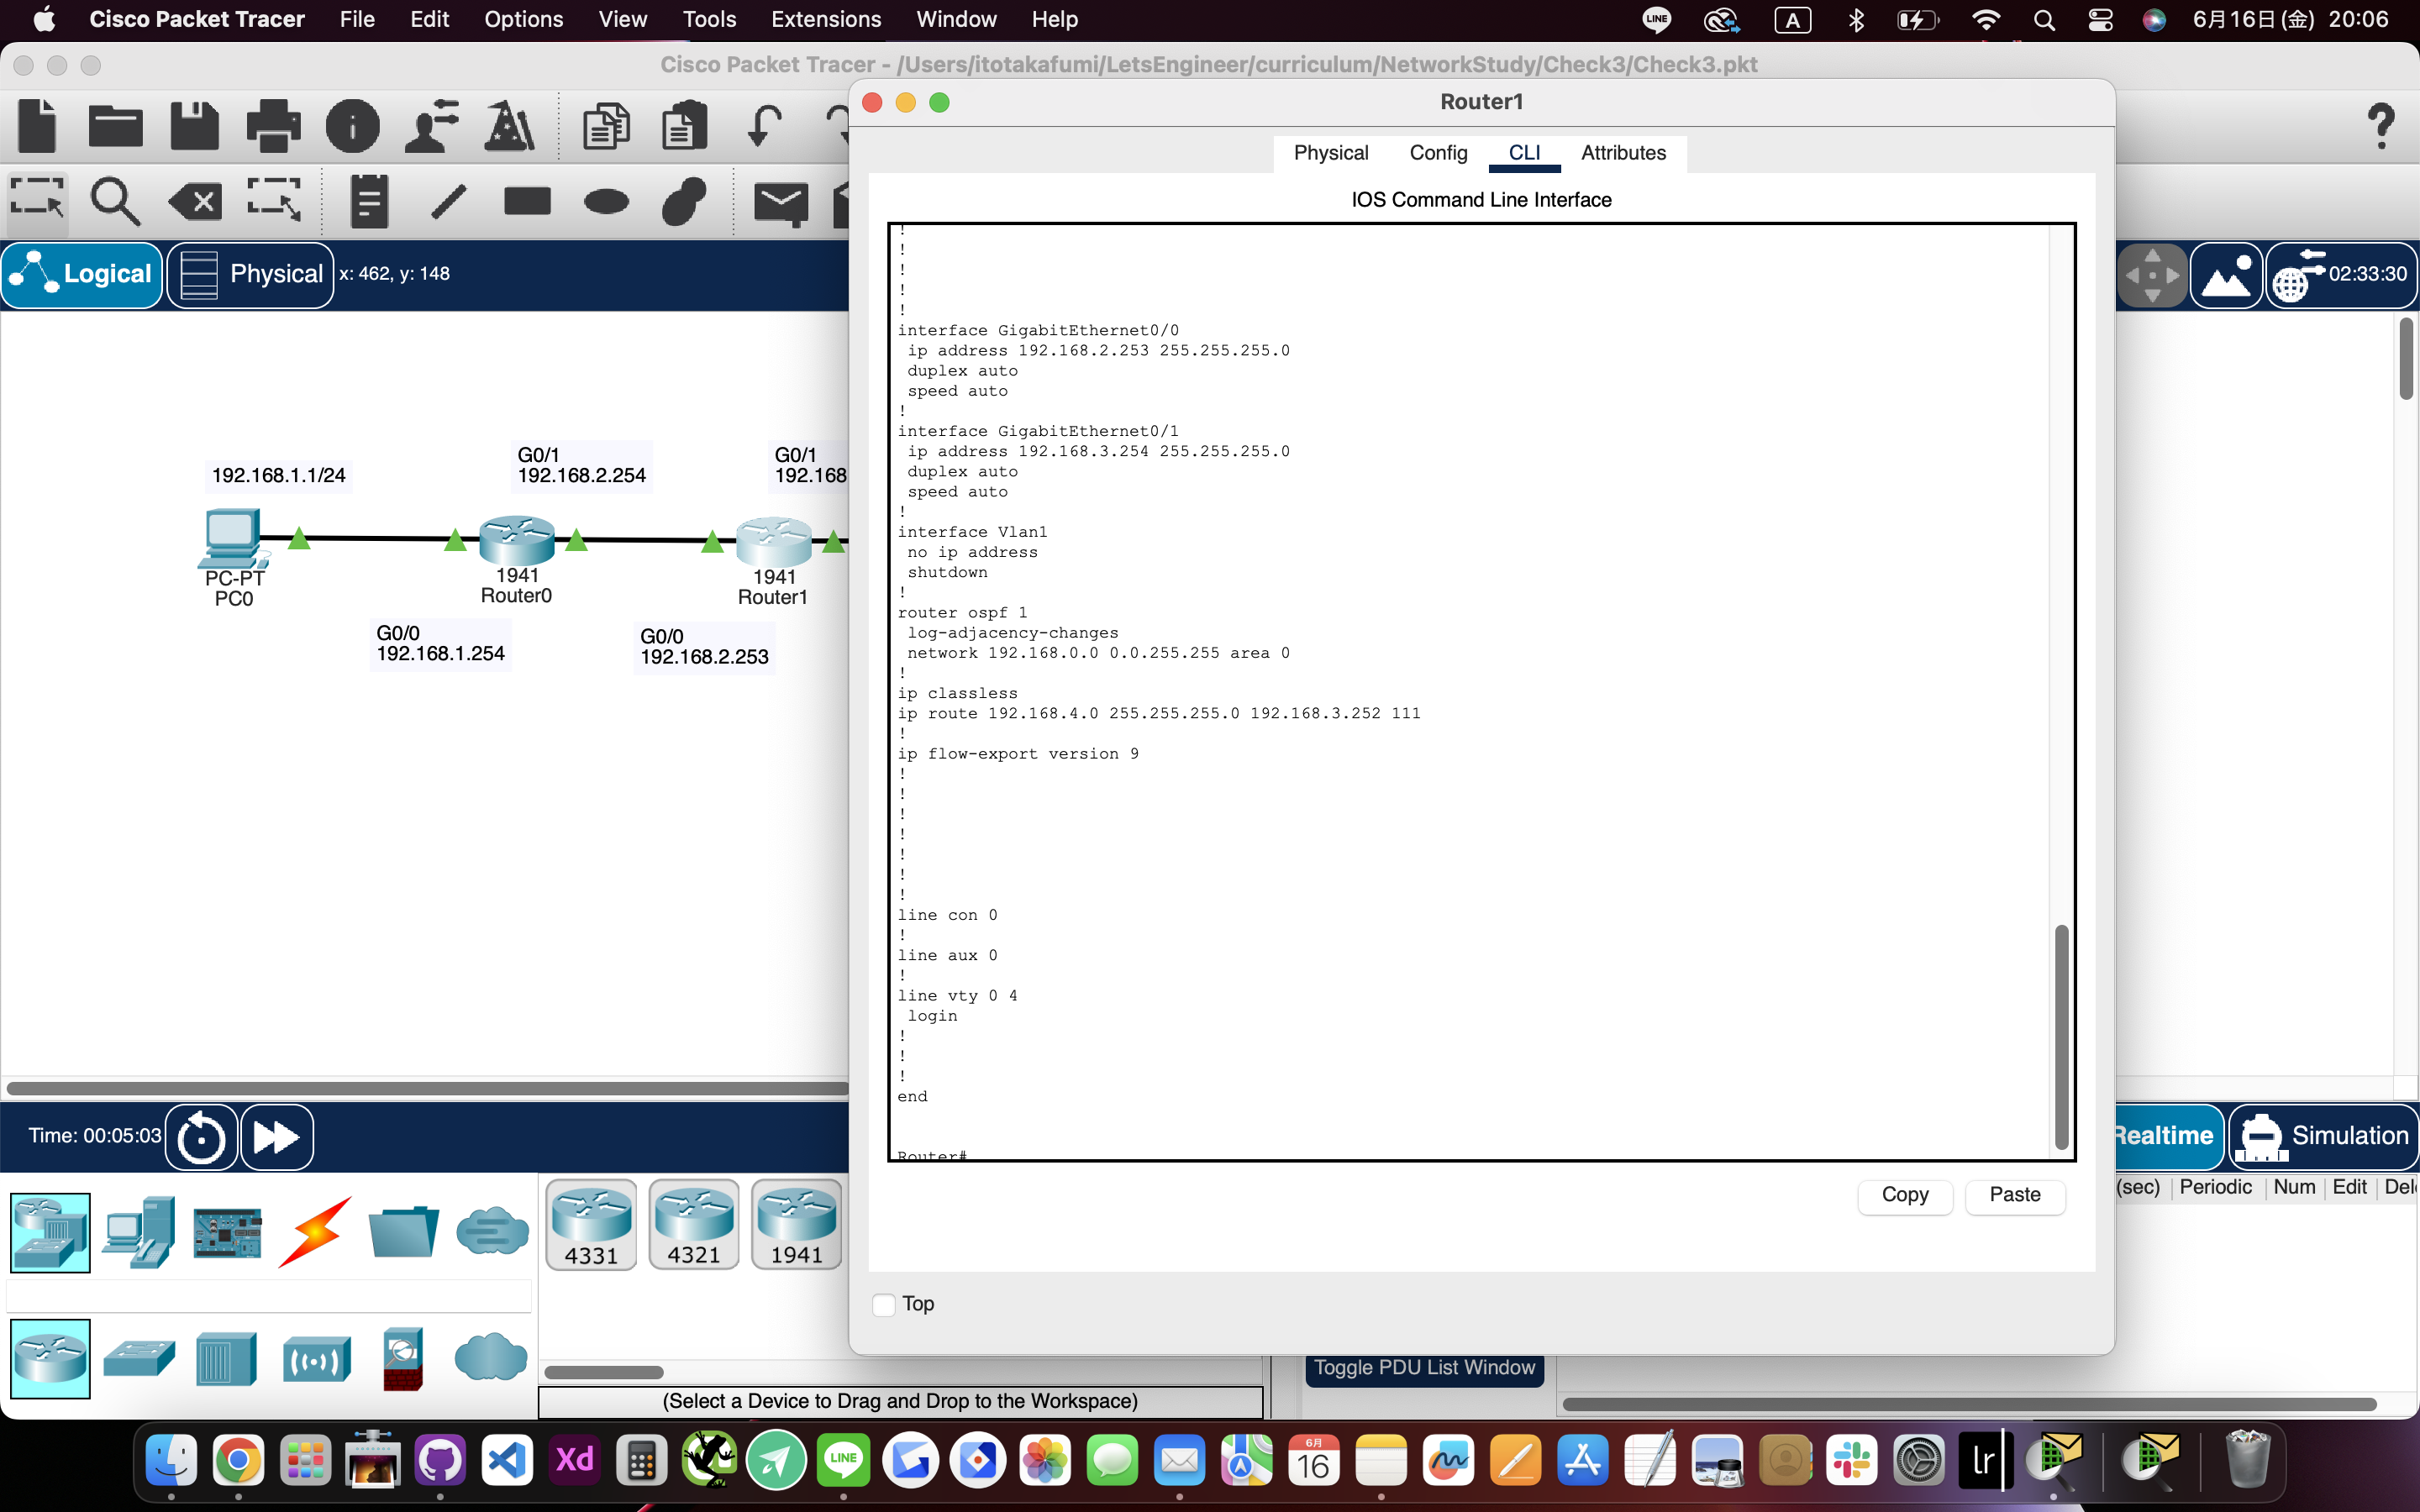 Cisco Packet Tracer File Edit Options View Tools Extensions Window Help LINE A 6月16日(金) 20:06
Cisco Packet Tracer - /Users/itotakafumi/LetsEngineer/curriculum/NetworkStudy/Check3/Check3.pkt
Router1
Physical Config CLI Attributes
IOS Command Line Interface
Logical Physical x: 462, y: 148
02:33:30
!
!
!
!
!
interface GigabitEthernet0/0
ip address 192.168.2.253 255.255.255.0
duplex auto
speed auto
!
interface GigabitEthernet0/1
ip address 192.168.3.254 255.255.255.0
duplex auto
speed auto
!
interface Vlan1
no ip address
shutdown
!
router ospf 1
log-adjacency-changes
network 192.168.0.0 0.0.255.255 area 0
!
ip classless
ip route 192.168.4.0 255.255.255.0 192.168.3.252 111
!
ip flow-export version 9
!
!
!
!
!
!
!
line con 0
!
line aux 0
!
line vty 0 4
login
!
!
!
end
Router#
Copy Paste
Top
192.168.1.1/24
G0/1
192.168.2.254
G0/1
192.168
PC-PT
PC0
1941
Router0
1941
Router1
G0/0
192.168.1.254
G0/0
192.168.2.253
Time: 00:05:03
Realtime Simulation
(sec) Periodic Num Edit Del
4331 4321 1941
Toggle PDU List Window
(Select a Device to Drag and Drop to the Workspace)
Xd LINE 6月 16 lr